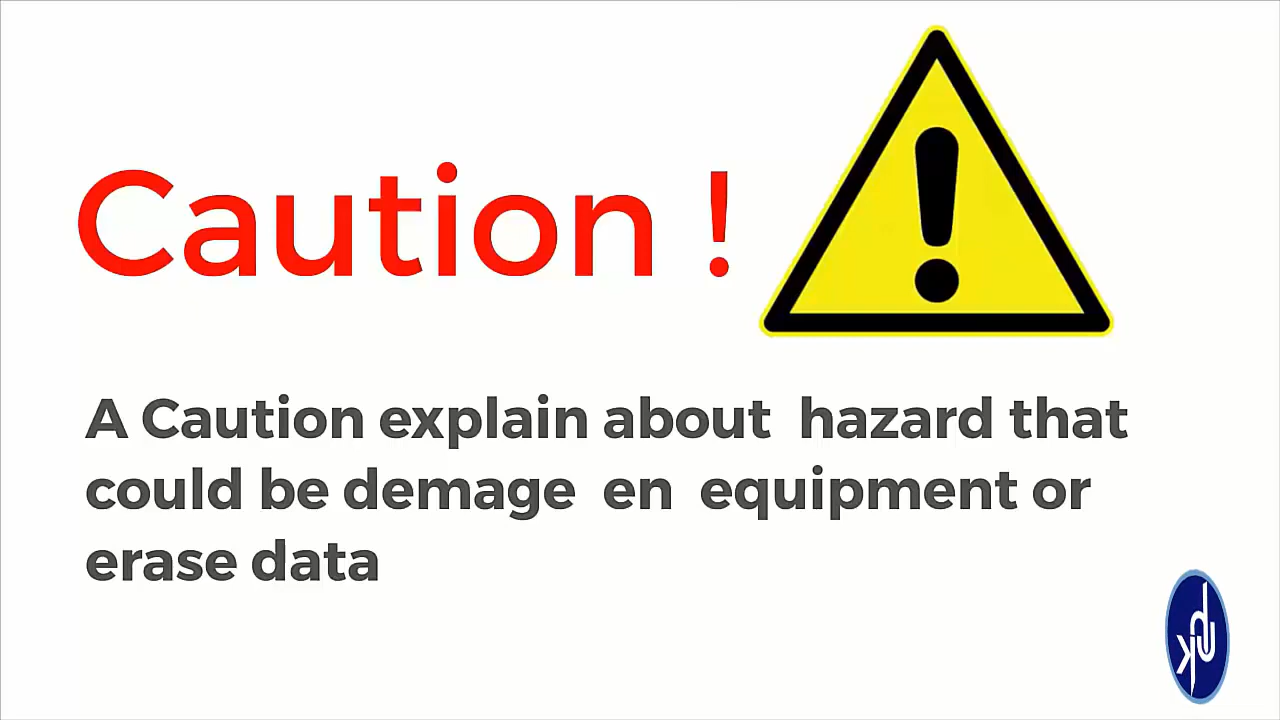 Caution !
A Caution explain about hazard that
could be demage en equipment or
erase data